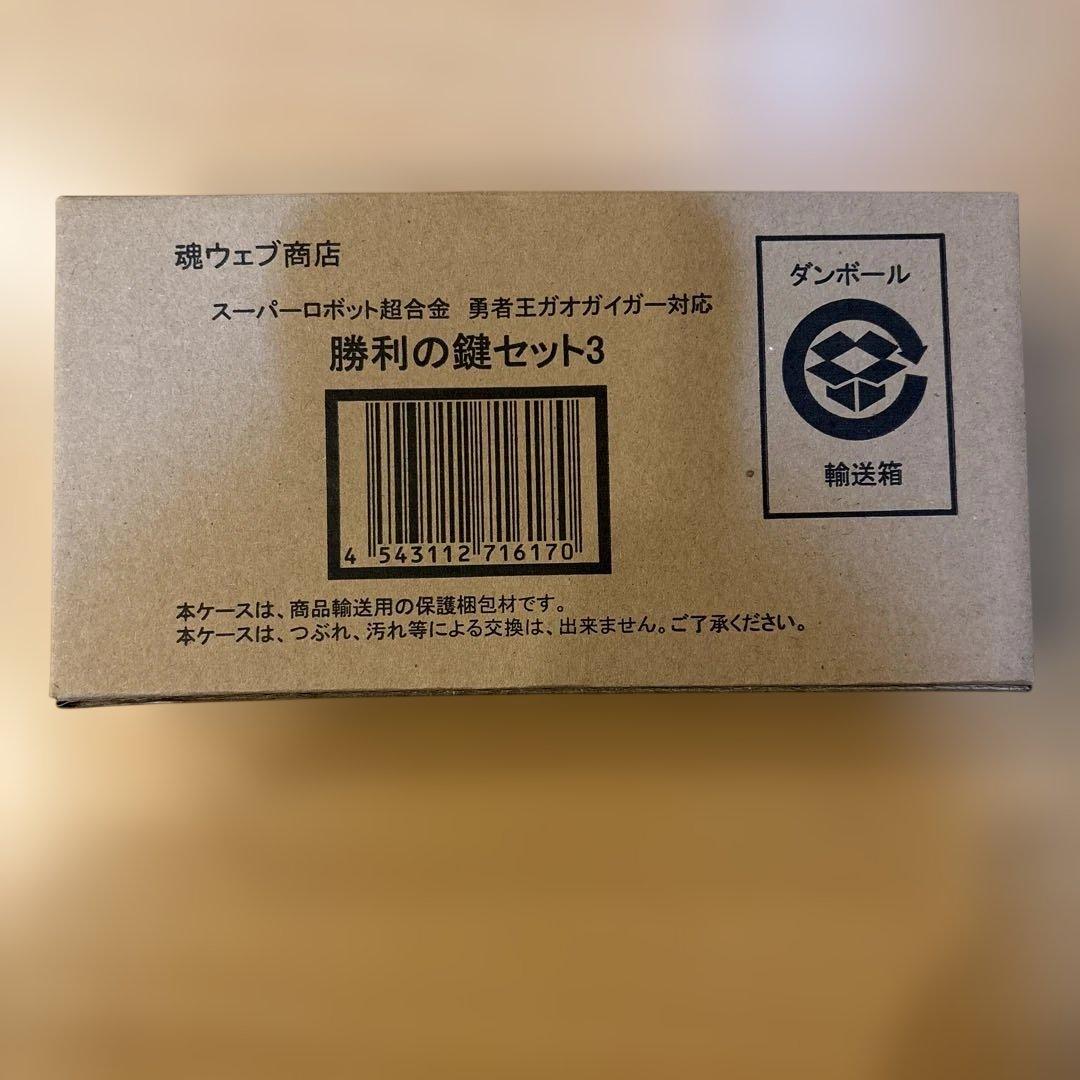 魂ウェブ商店
スーパーロボット超合金 勇者王ガオガイガー対応
勝利の鍵セット3
4 543112 716170
本ケースは、商品輸送用の保護梱包材です。
本ケースは、つぶれ、汚れ等による交換は、出来ません。ご了承ください。
ダンボール
輸送箱